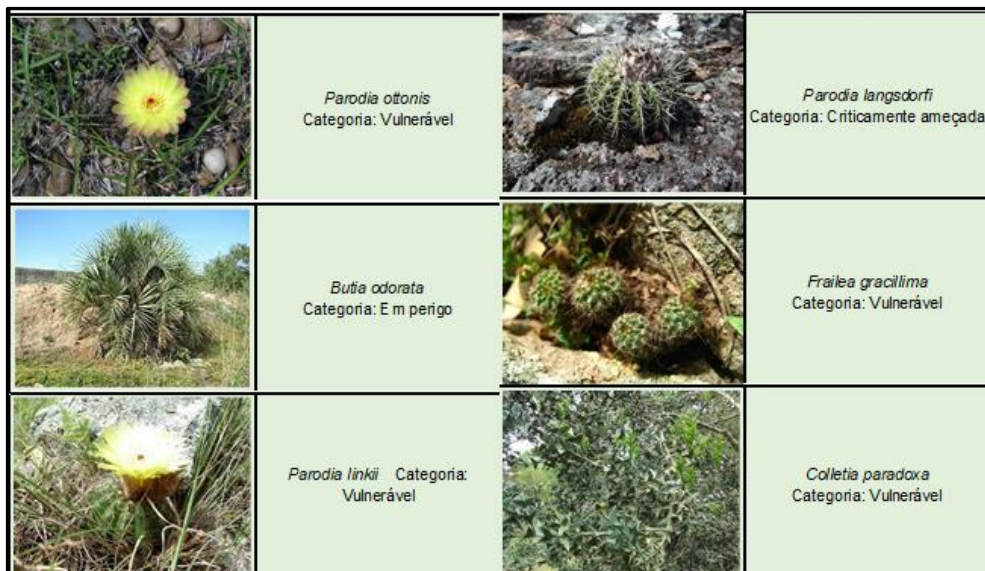 Parodia ottonis
Categoria: Vulnerável
Parodia langsdorfi
Categoria: Criticamente ameçada
Butia odorata
Categoria: Em perigo
Frailea gracillima
Categoria: Vulnerável
Parodia linkii Categoria:
Vulnerável
Colletia paradoxa
Categoria: Vulnerável